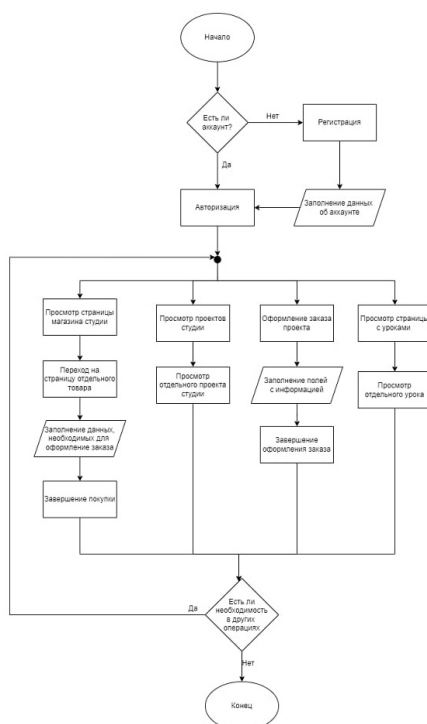 Начало
Есть ли
аккаунт?
Нет
Регистрация
Да
Авторизация
Заполнение данных
об аккаунте
Просмотр страницы
магазина студии
Просмотр проектов
студии
Оформление заказа
проекта
Просмотр страницы
с уроками
Переход на
страницу отдельного
товара
Просмотр
отдельного проекта
студии
Заполнение полей
с информацией
Просмотр
отдельного урока
Заполнение данных,
необходимых для
оформление заказа
Завершение
оформления заказа
Завершение покупки
Да
Есть ли
необходимость
в других
операциях
Нет
Конец